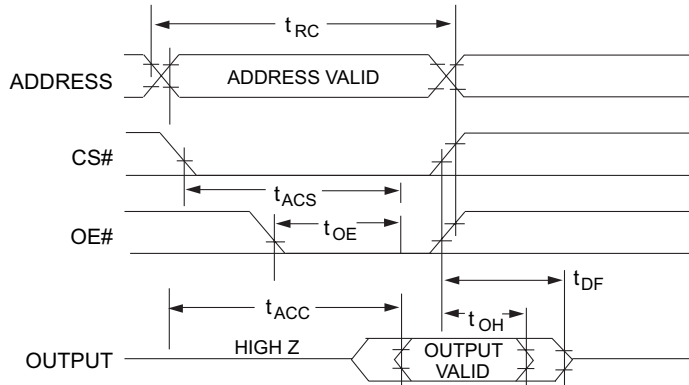 tRC
ADDRESS
ADDRESS VALID
CS#
tACS
OE#
tOE
tDF
tACC
tOH
OUTPUT
HIGH Z
OUTPUT
VALID